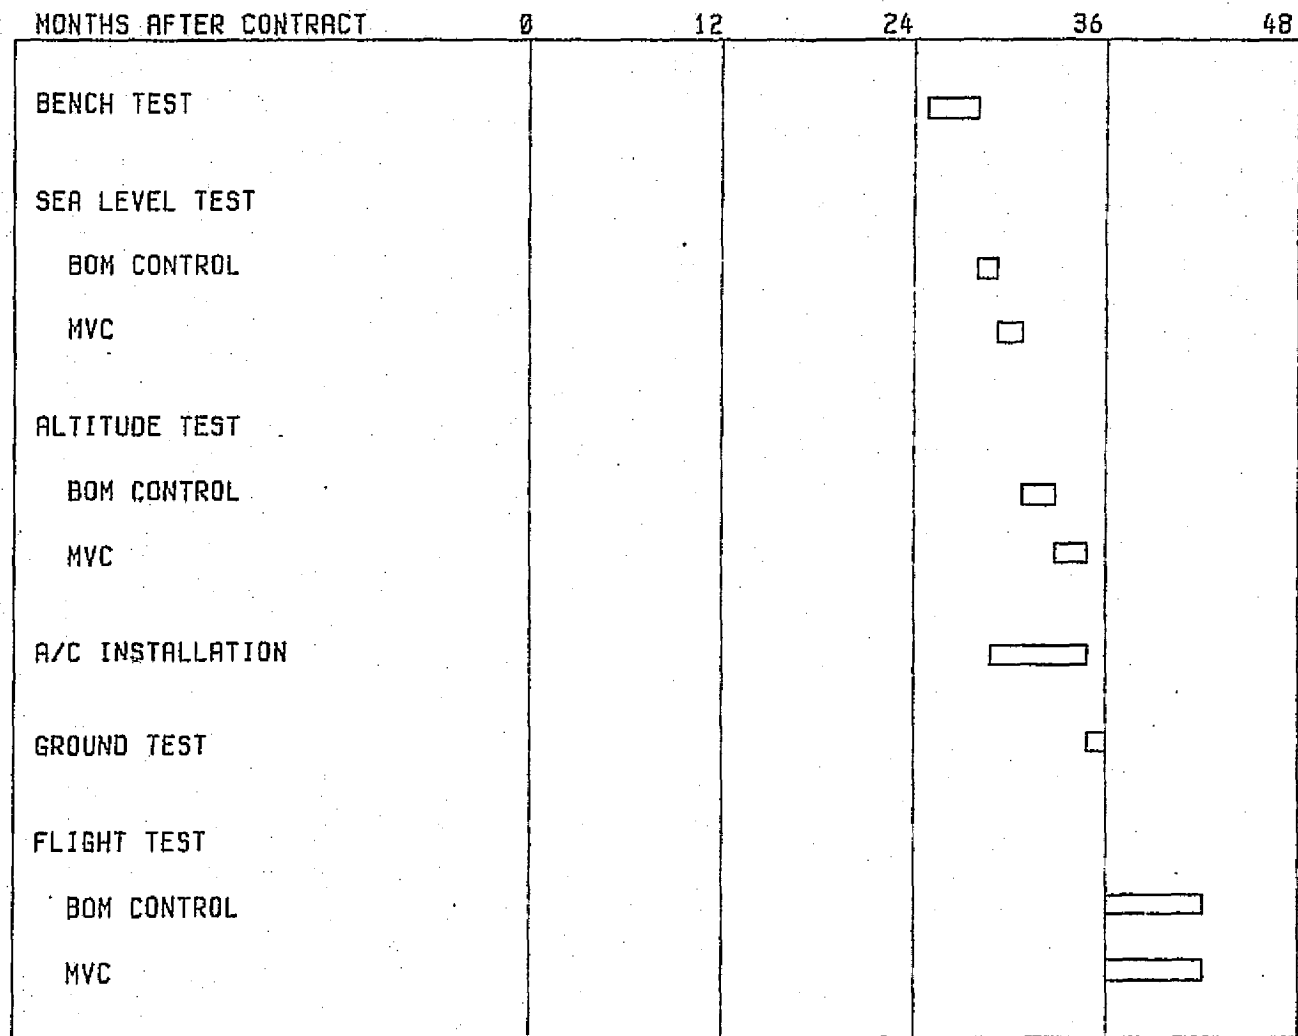 MONTHS AFTER CONTRACT 0 12 24 36 48
BENCH TEST
SEA LEVEL TEST
BOM CONTROL
MVC
ALTITUDE TEST
BOM CONTROL
MVC
A/C INSTALLATION
GROUND TEST
FLIGHT TEST
BOM CONTROL
MVC